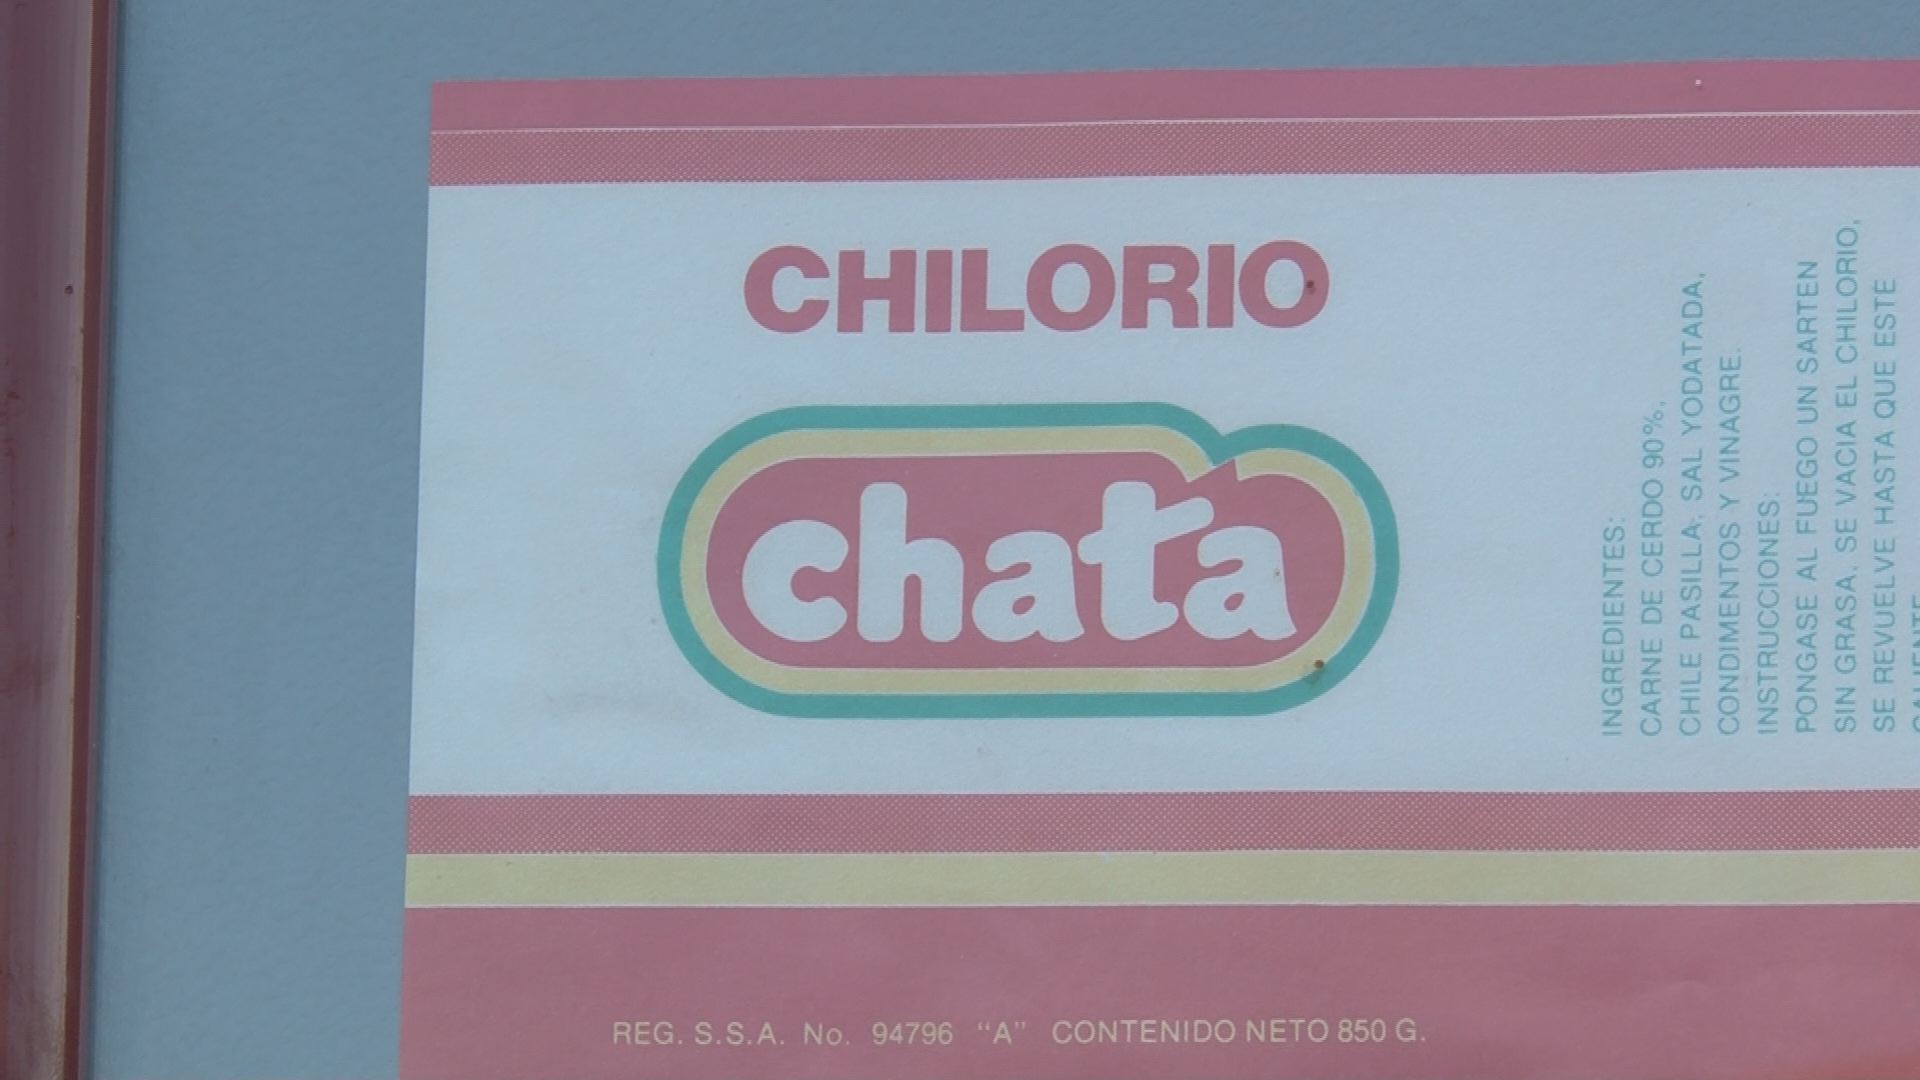 CHILORIO
chata
INGREDIENTES:
CARNE DE CERDO 90%,
CHILE PASILLA, SAL YODATADA,
CONDIMENTOS Y VINAGRE.
INSTRUCCIONES:
PONGASE AL FUEGO UN SARTEN
SIN GRASA, SE VACIA EL CHILORIO,
SE REVUELVE HASTA QUE ESTE
REG. S.S.A. No. 94796 “A” CONTENIDO NETO 850 G.